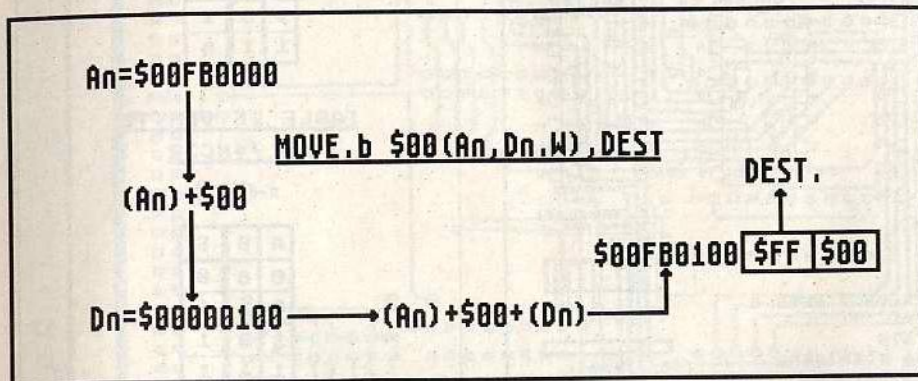 An=$00FB0000
MOVE.b $00(An,Dn.W),DEST
DEST.
(An)+$00
$00FB0100 $FF $00
Dn=$00000100 (An)+$00+(Dn)